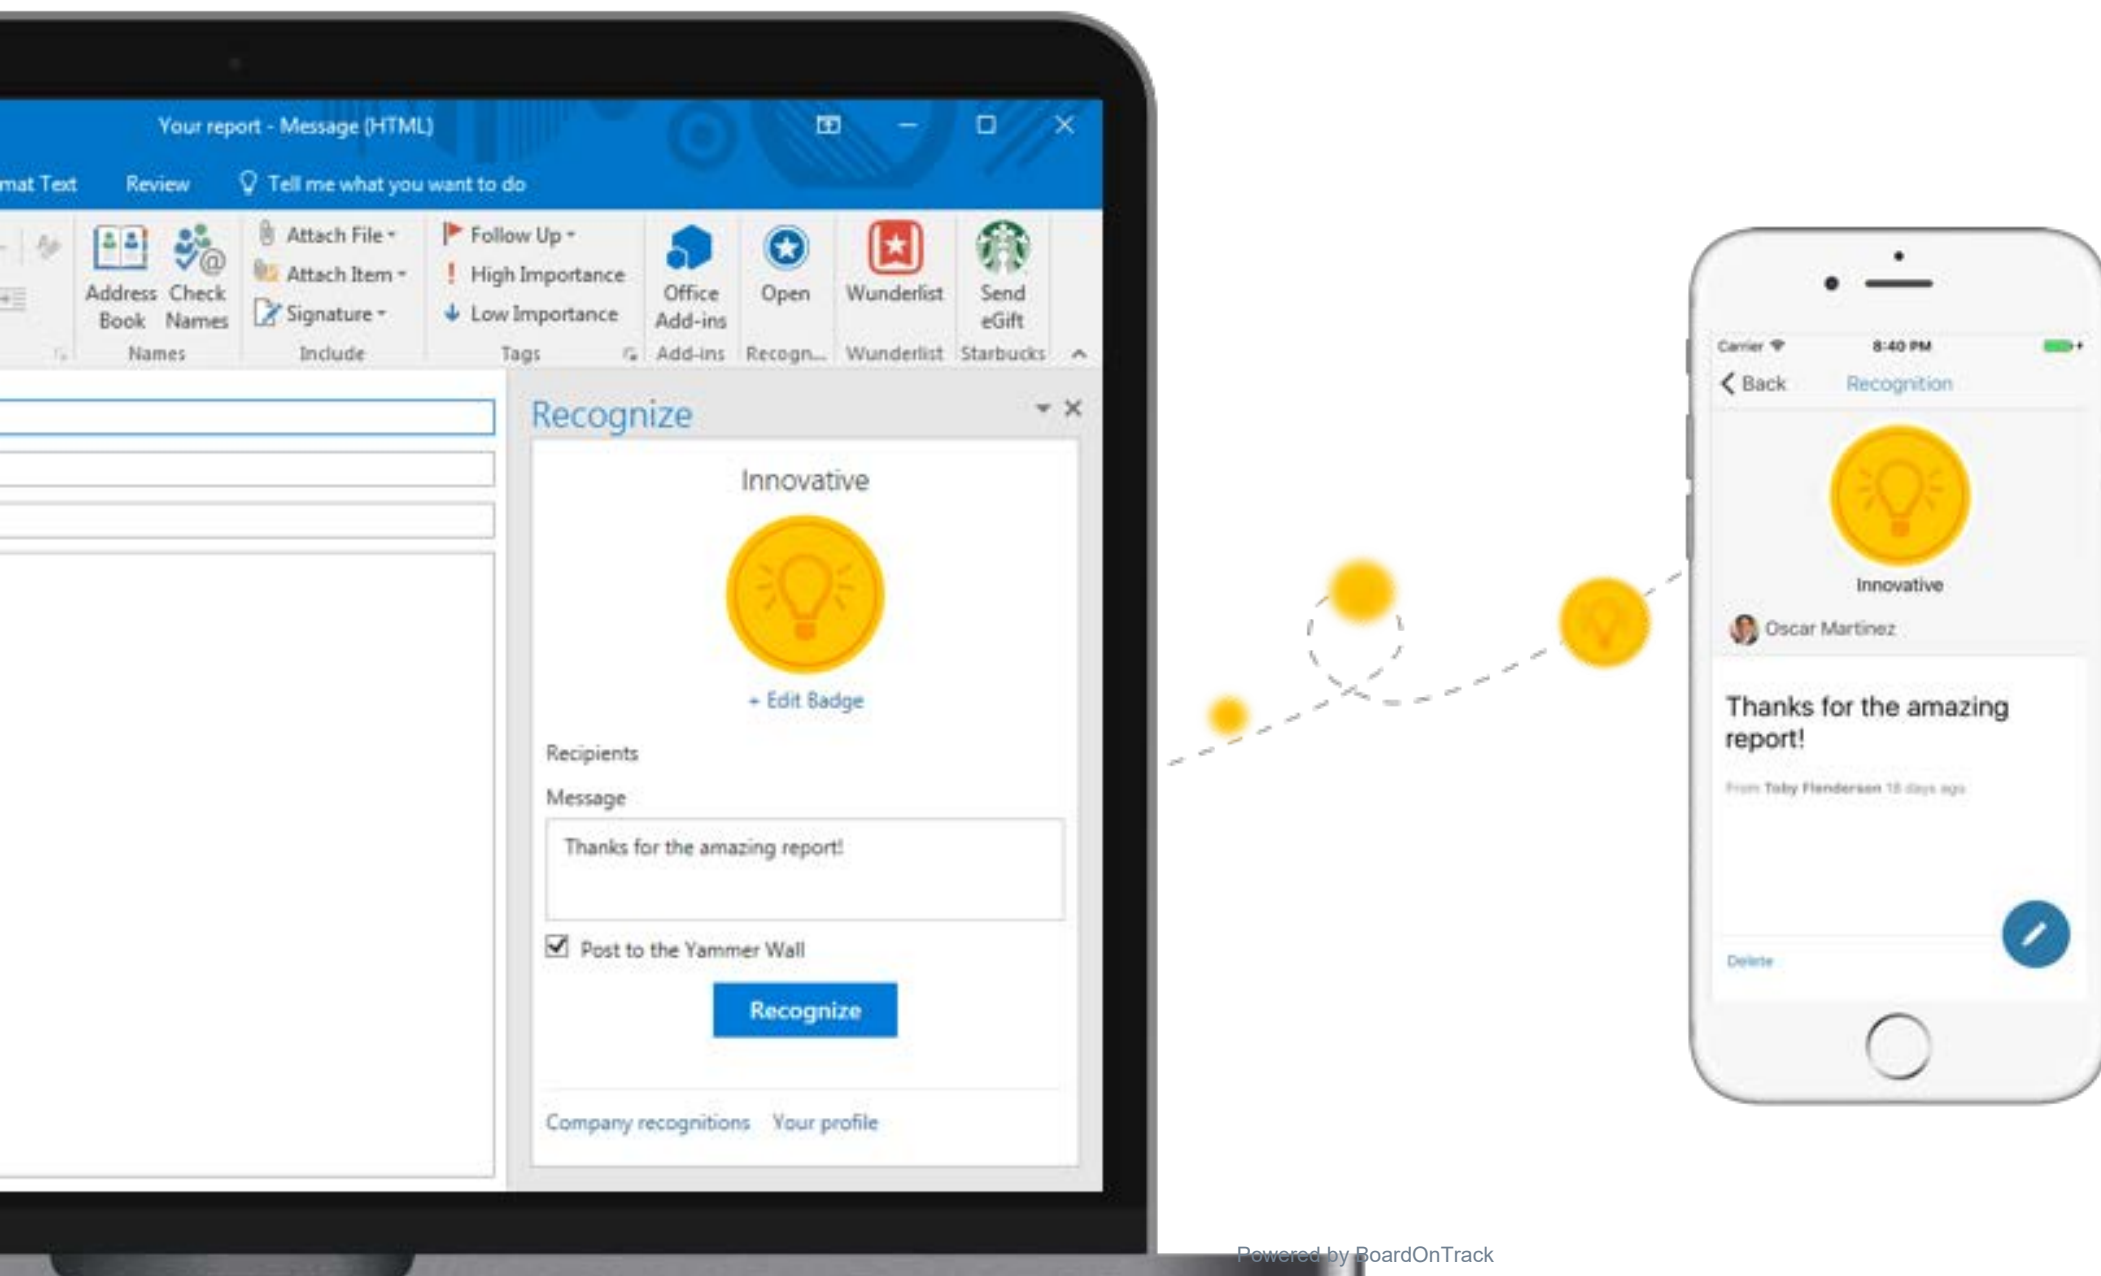 Your report - Message (HTML)
mat Text
Review
Tell me what you want to do
Address Book
Check Names
Names
Attach File
Attach Item
Signature
Include
Follow Up
High Importance
Low Importance
Tags
Office Add-ins
Add-ins
Open
Recogn...
Wunderlist
Wunderlist
Send eGift
Starbucks
Recognize
Innovative
+ Edit Badge
Recipients
Message
Thanks for the amazing report!
Post to the Yammer Wall
Recognize
Company recognitions
Your profile
Carrier
8:40 PM
Back
Recognition
Innovative
Oscar Martinez
Thanks for the amazing
report!
From Toby Flenderson 18 days ago
Delete
Powered by BoardOnTrack